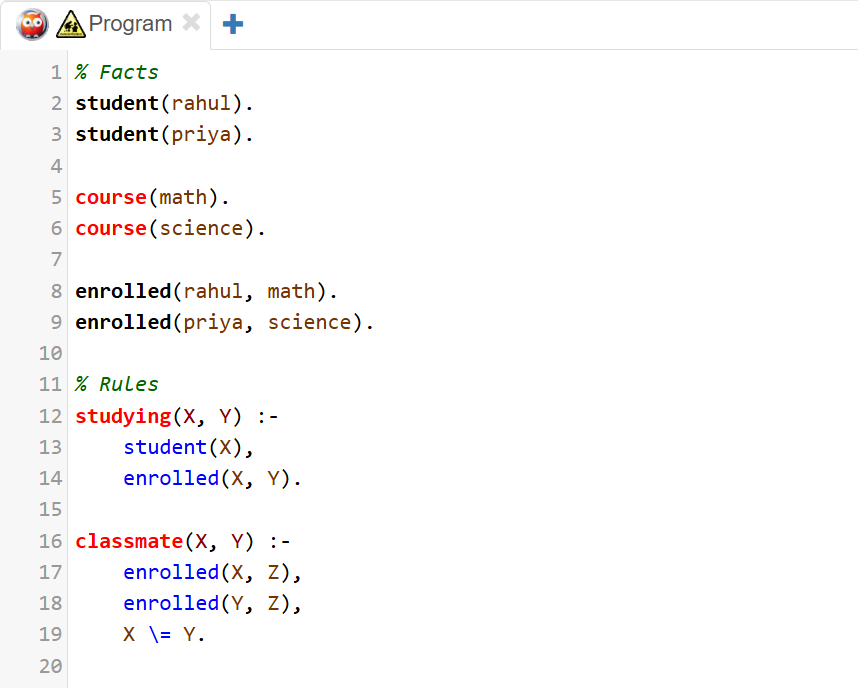 Program
1 % Facts
2 student(rahul).
3 student(priya).
4
5 course(math).
6 course(science).
7
8 enrolled(rahul, math).
9 enrolled(priya, science).
10
11 % Rules
12 studying(X, Y) :-
13     student(X),
14     enrolled(X, Y).
15
16 classmate(X, Y) :-
17     enrolled(X, Z),
18     enrolled(Y, Z),
19     X \= Y.
20